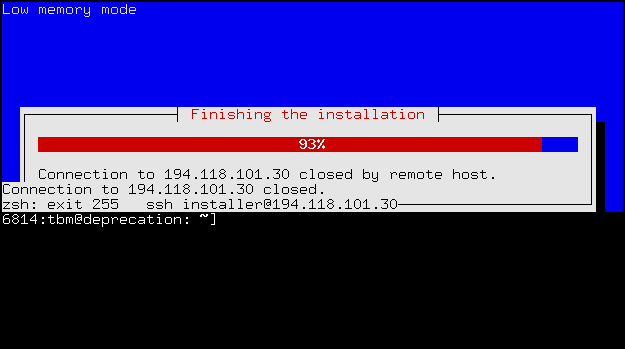 Low memory mode
Finishing the installation
93%
Connection to 194.118.101.30 closed by remote host.
Connection to 194.118.101.30 closed.
zsh: exit 255   ssh installer@194.118.101.30
6814:tbm@deprecation: ~]